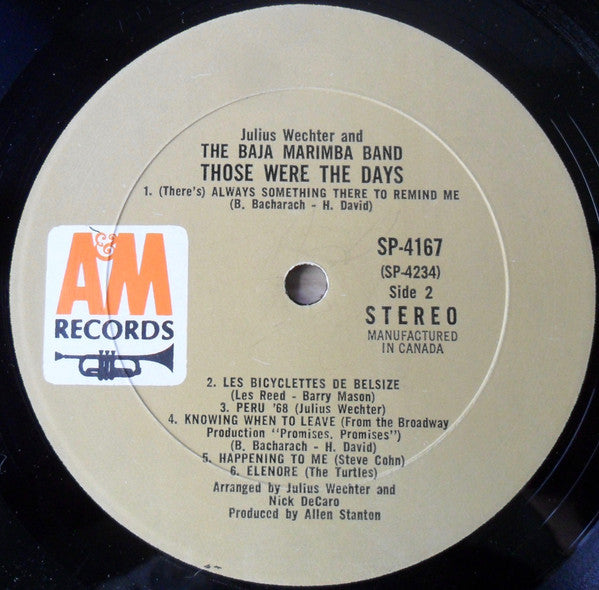 Julius Wechter and
THE BAJA MARIMBA BAND
THOSE WERE THE DAYS
1. (There's) ALWAYS SOMETHING THERE TO REMIND ME
(B. Bacharach - H. David)
A&M
RECORDS
SP-4167
(SP-4234)
Side 2
STEREO
MANUFACTURED
IN CANADA
2. LES BICYCLETTES DE BELSIZE
(Les Reed - Barry Mason)
3. PERU '68 (Julius Wechter)
4. KNOWING WHEN TO LEAVE (From the Broadway
Production "Promises, Promises")
(B. Bacharach - H. David)
5. HAPPENING TO ME (Steve Cohn)
6. ELENORE (The Turtles)
Arranged by Julius Wechter and
Nick DeCaro
Produced by Allen Stanton